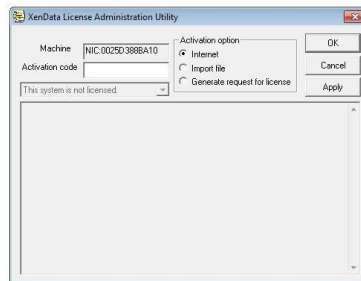 XenData License Administration Utility
Machine NIC:0025D388BA10
Activation code
This system is not licensed.
Activation option
Internet
Import file
Generate request for license
OK
Cancel
Apply